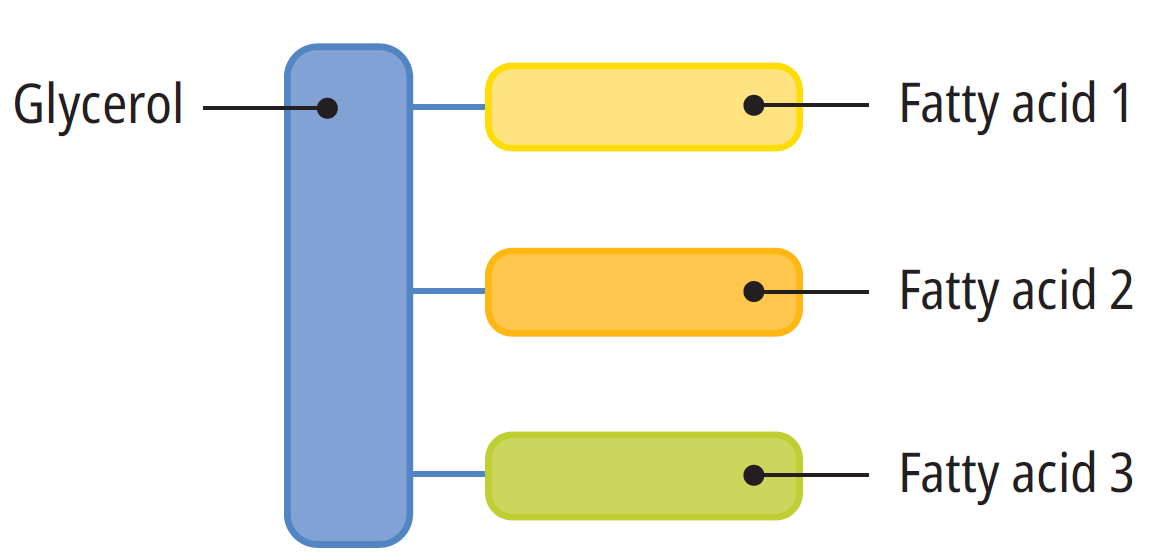 Glycerol
Fatty acid 1
Fatty acid 2
Fatty acid 3